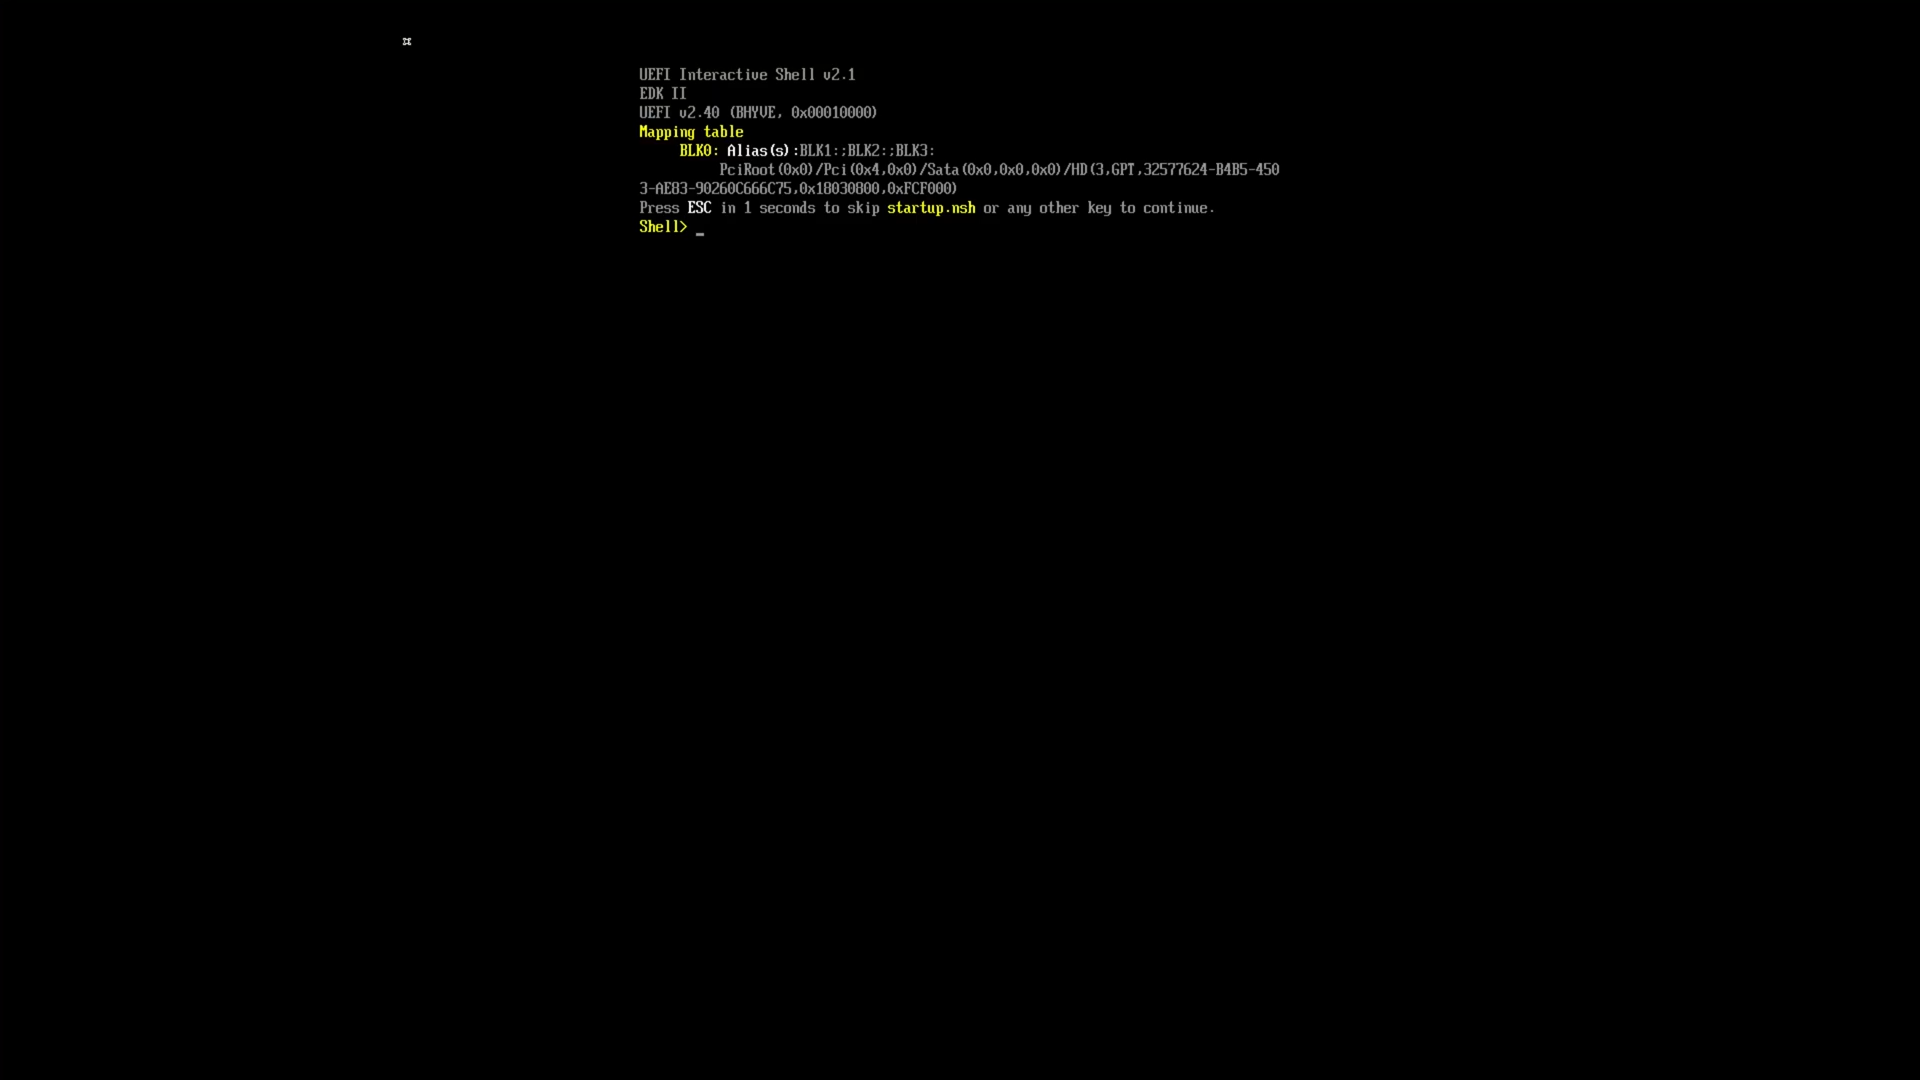 UEFI Interactive Shell v2.1
EDK II
UEFI v2.40 (BHYVE, 0x00010000)
Mapping table
BLK0: Alias(s):BLK1:;BLK2:;BLK3:
PciRoot(0x0)/Pci(0x4,0x0)/Sata(0x0,0x0,0x0)/HD(3,GPT,32577624-B4B5-450
3-AE83-90260C666C75,0x18030800,0xFCF000)
Press ESC in 1 seconds to skip startup.nsh or any other key to continue.
Shell> _